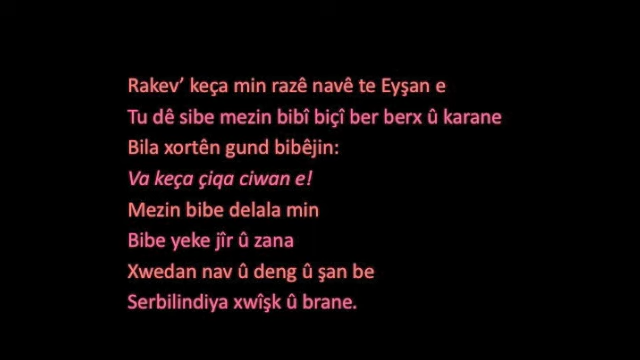 Rakev’ keça min razê navê te Eyşan e
Tu dê sibe mezin bibî biçî ber berx û karane
Bila xortên gund bibêjin:
Va keça çiqa ciwan e!
Mezin bibe delala min
Bibe yeke jîr û zana
Xwedan nav û deng û şan be
Serbilindiya xwîşk û brane.